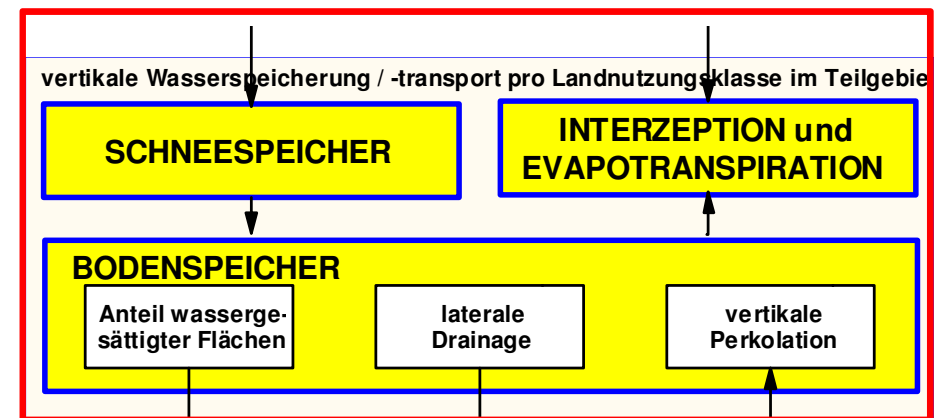 vertikale Wasserspeicherung / -transport pro Landnutzungsklasse im Teilgebie
SCHNEESPEICHER
INTERZEPTION und
EVAPOTRANSPIRATION
BODENSPEICHER
Anteil wasserge-
sättigter Flächen
laterale
Drainage
vertikale
Perkolation